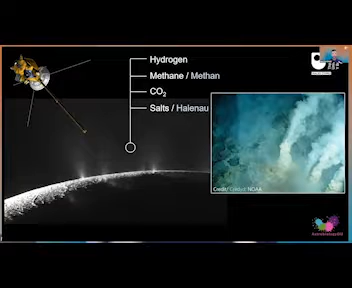 Hydrogen
Methane / Methan
CO₂
Salts / Halenau
Credit: NOAA